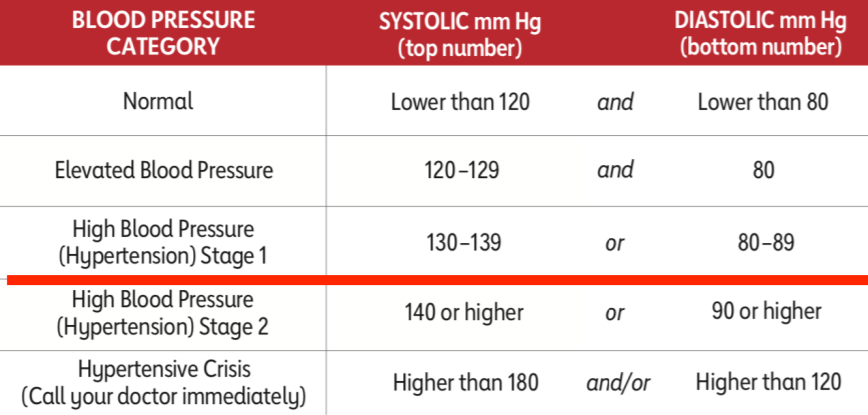 BLOOD PRESSURE CATEGORY SYSTOLIC mm Hg (top number) DIASTOLIC mm Hg (bottom number)
Normal Lower than 120 and Lower than 80
Elevated Blood Pressure 120–129 and 80
High Blood Pressure (Hypertension) Stage 1 130–139 or 80–89
High Blood Pressure (Hypertension) Stage 2 140 or higher or 90 or higher
Hypertensive Crisis (Call your doctor immediately) Higher than 180 and/or Higher than 120